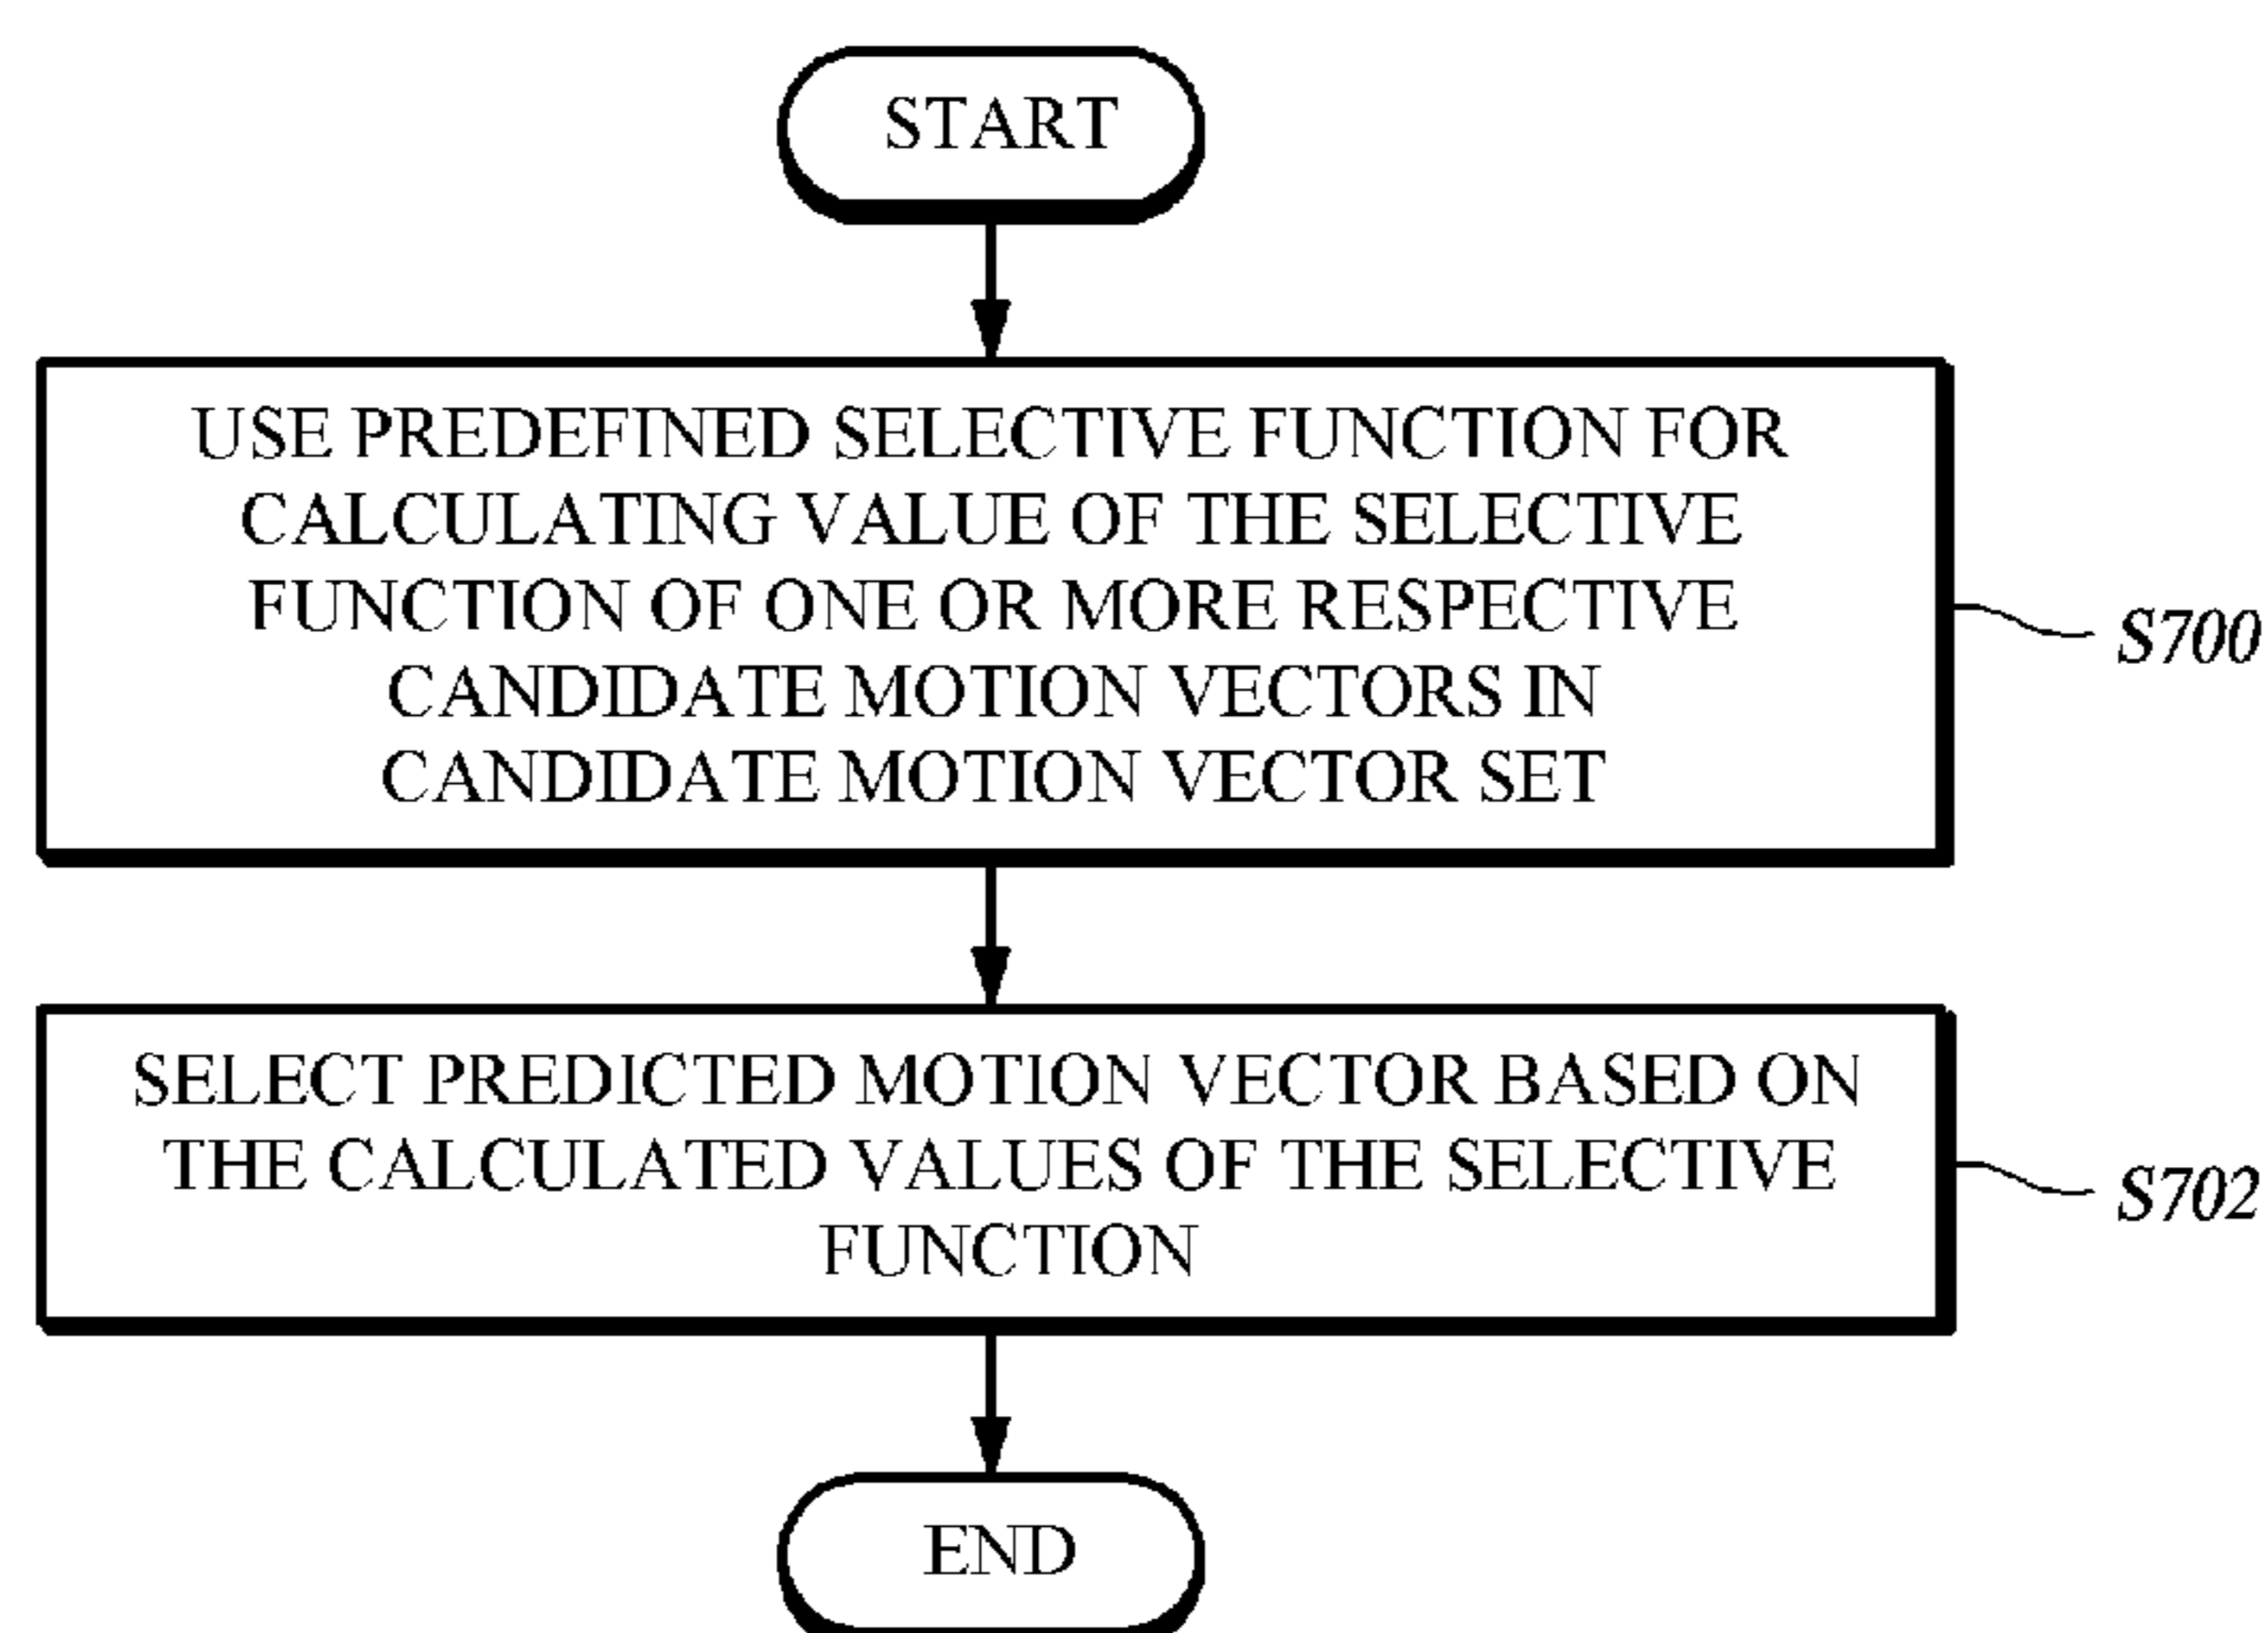 START
USE PREDEFINED SELECTIVE FUNCTION FOR
CALCULATING VALUE OF THE SELECTIVE
FUNCTION OF ONE OR MORE RESPECTIVE
CANDIDATE MOTION VECTORS IN
CANDIDATE MOTION VECTOR SET
S700
SELECT PREDICTED MOTION VECTOR BASED ON
THE CALCULATED VALUES OF THE SELECTIVE
FUNCTION
S702
END